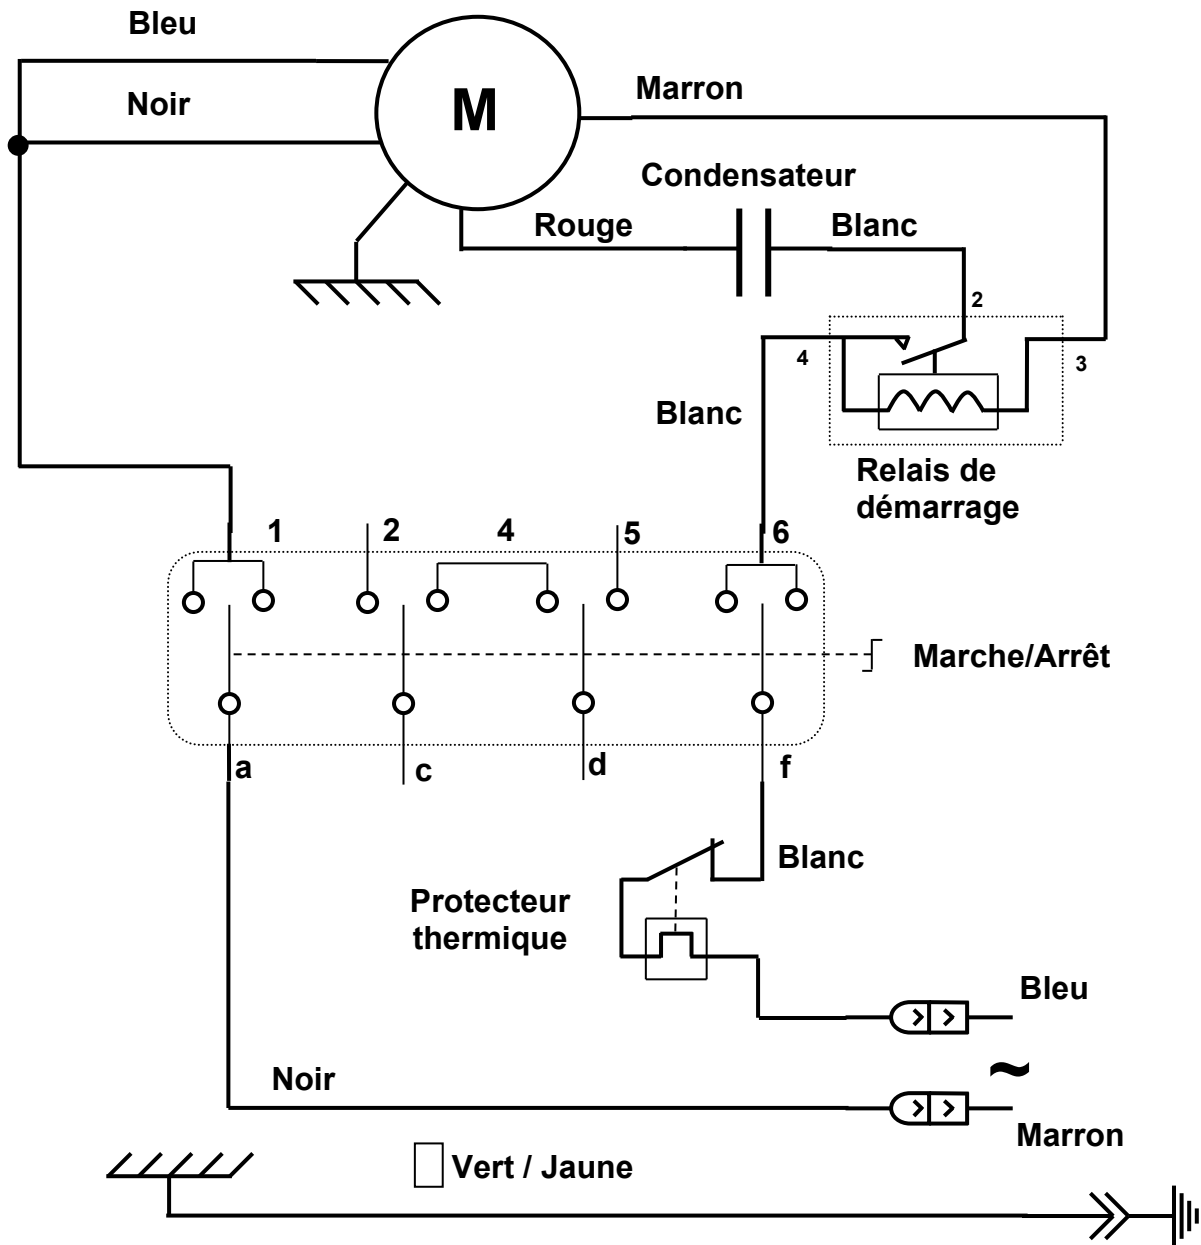 Bleu
Noir
M
Marron
Condensateur
Rouge
Blanc
2
4
3
Blanc
Relais de
démarrage
1
2
4
5
6
Marche/Arrêt
a
c
d
f
Blanc
Protecteur
thermique
Bleu
~
Noir
Marron
Vert / Jaune